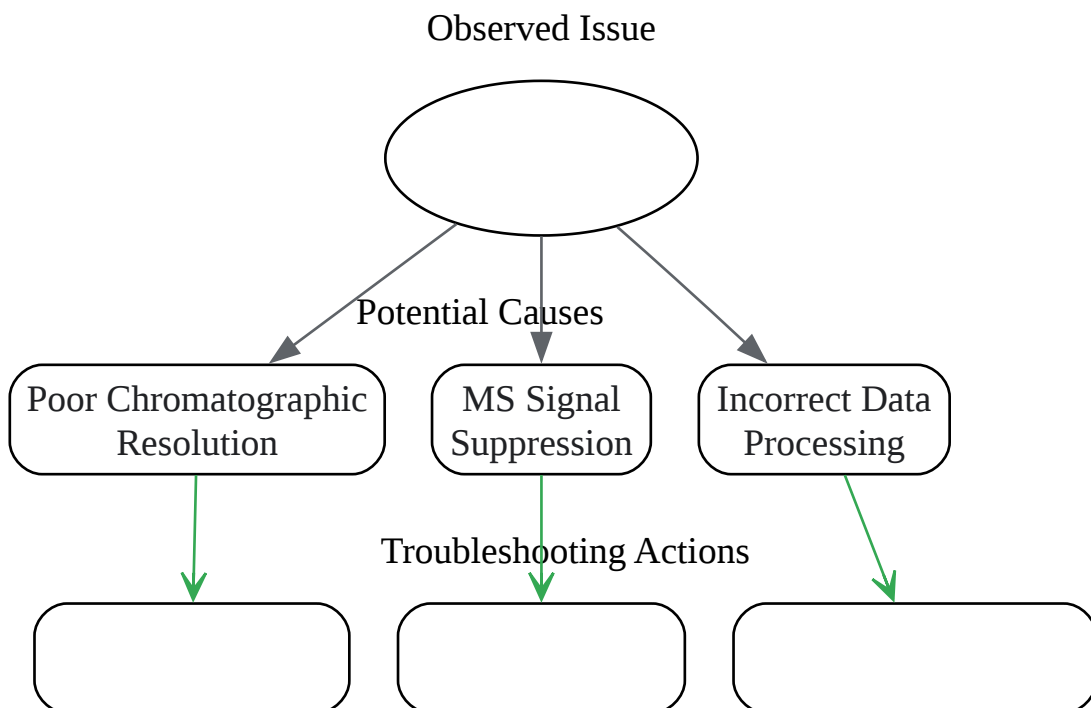 Observed Issue
Potential Causes
Poor Chromatographic
Resolution
MS Signal
Suppression
Incorrect Data
Processing
Troubleshooting Actions